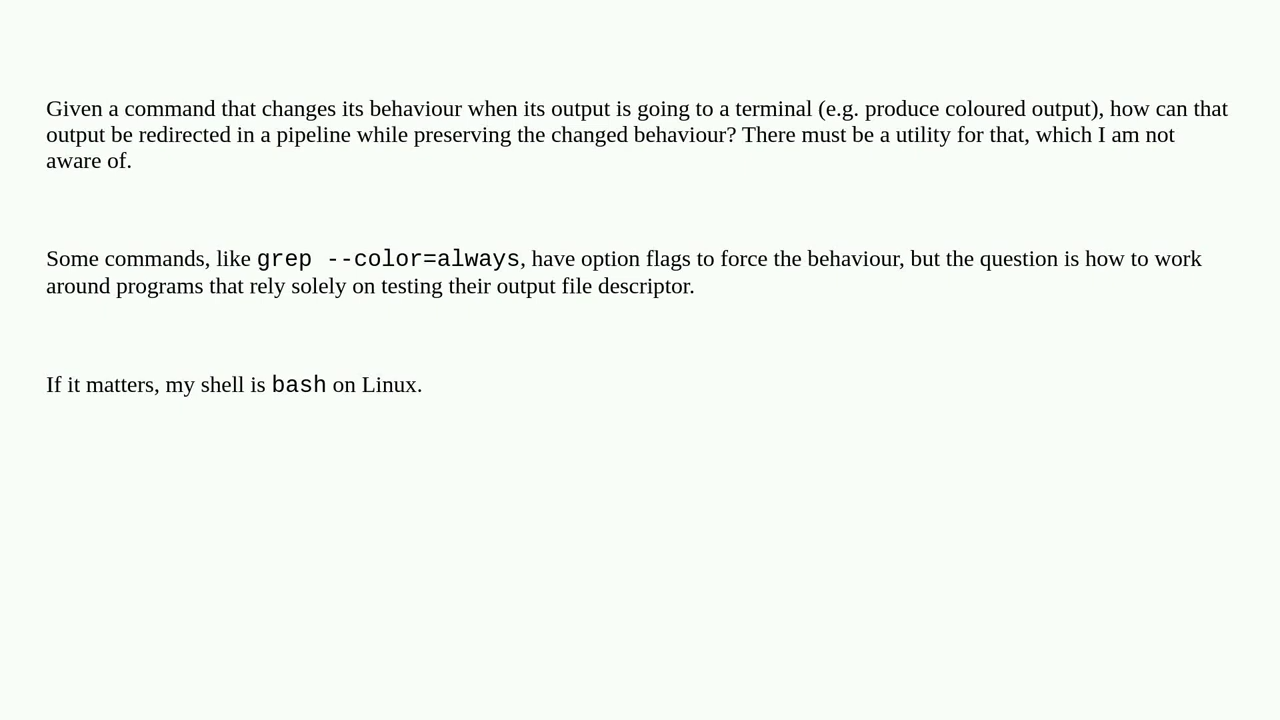 Given a command that changes its behaviour when its output is going to a terminal (e.g. produce coloured output), how can that
output be redirected in a pipeline while preserving the changed behaviour? There must be a utility for that, which I am not
aware of.
Some commands, like grep --color=always, have option flags to force the behaviour, but the question is how to work
around programs that rely solely on testing their output file descriptor.
If it matters, my shell is bash on Linux.